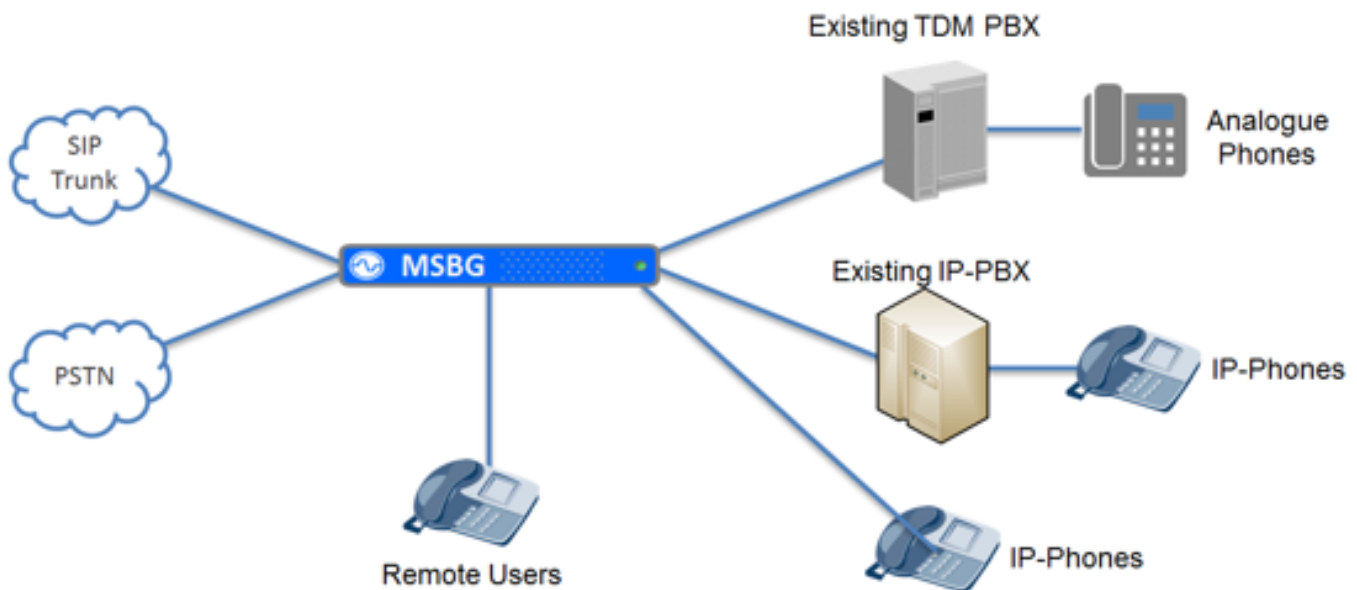 Existing TDM PBX
SIP
Trunk
Analogue
Phones
MSBG
Existing IP-PBX
PSTN
IP-Phones
IP-Phones
Remote Users